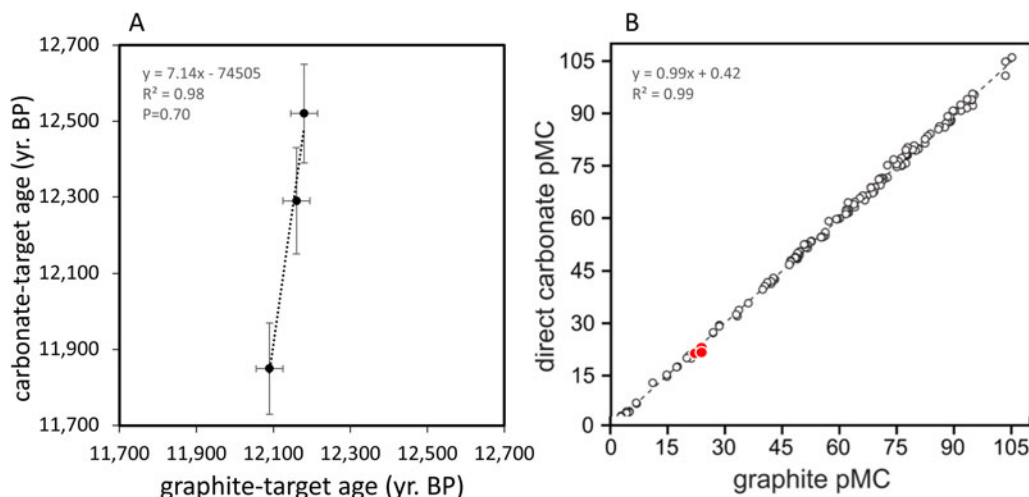 A
12,700
12,500
12,300
12,100
11,900
11,700
carbonate-target age (yr. BP)
y = 7.14x - 74505
R² = 0.98
P=0.70
11,700 11,900 12,100 12,300 12,500 12,700
graphite-target age (yr. BP)
B
105
90
75
60
45
30
15
0
direct carbonate pMC
y = 0.99x + 0.42
R² = 0.99
0 15 30 45 60 75 90 105
graphite pMC